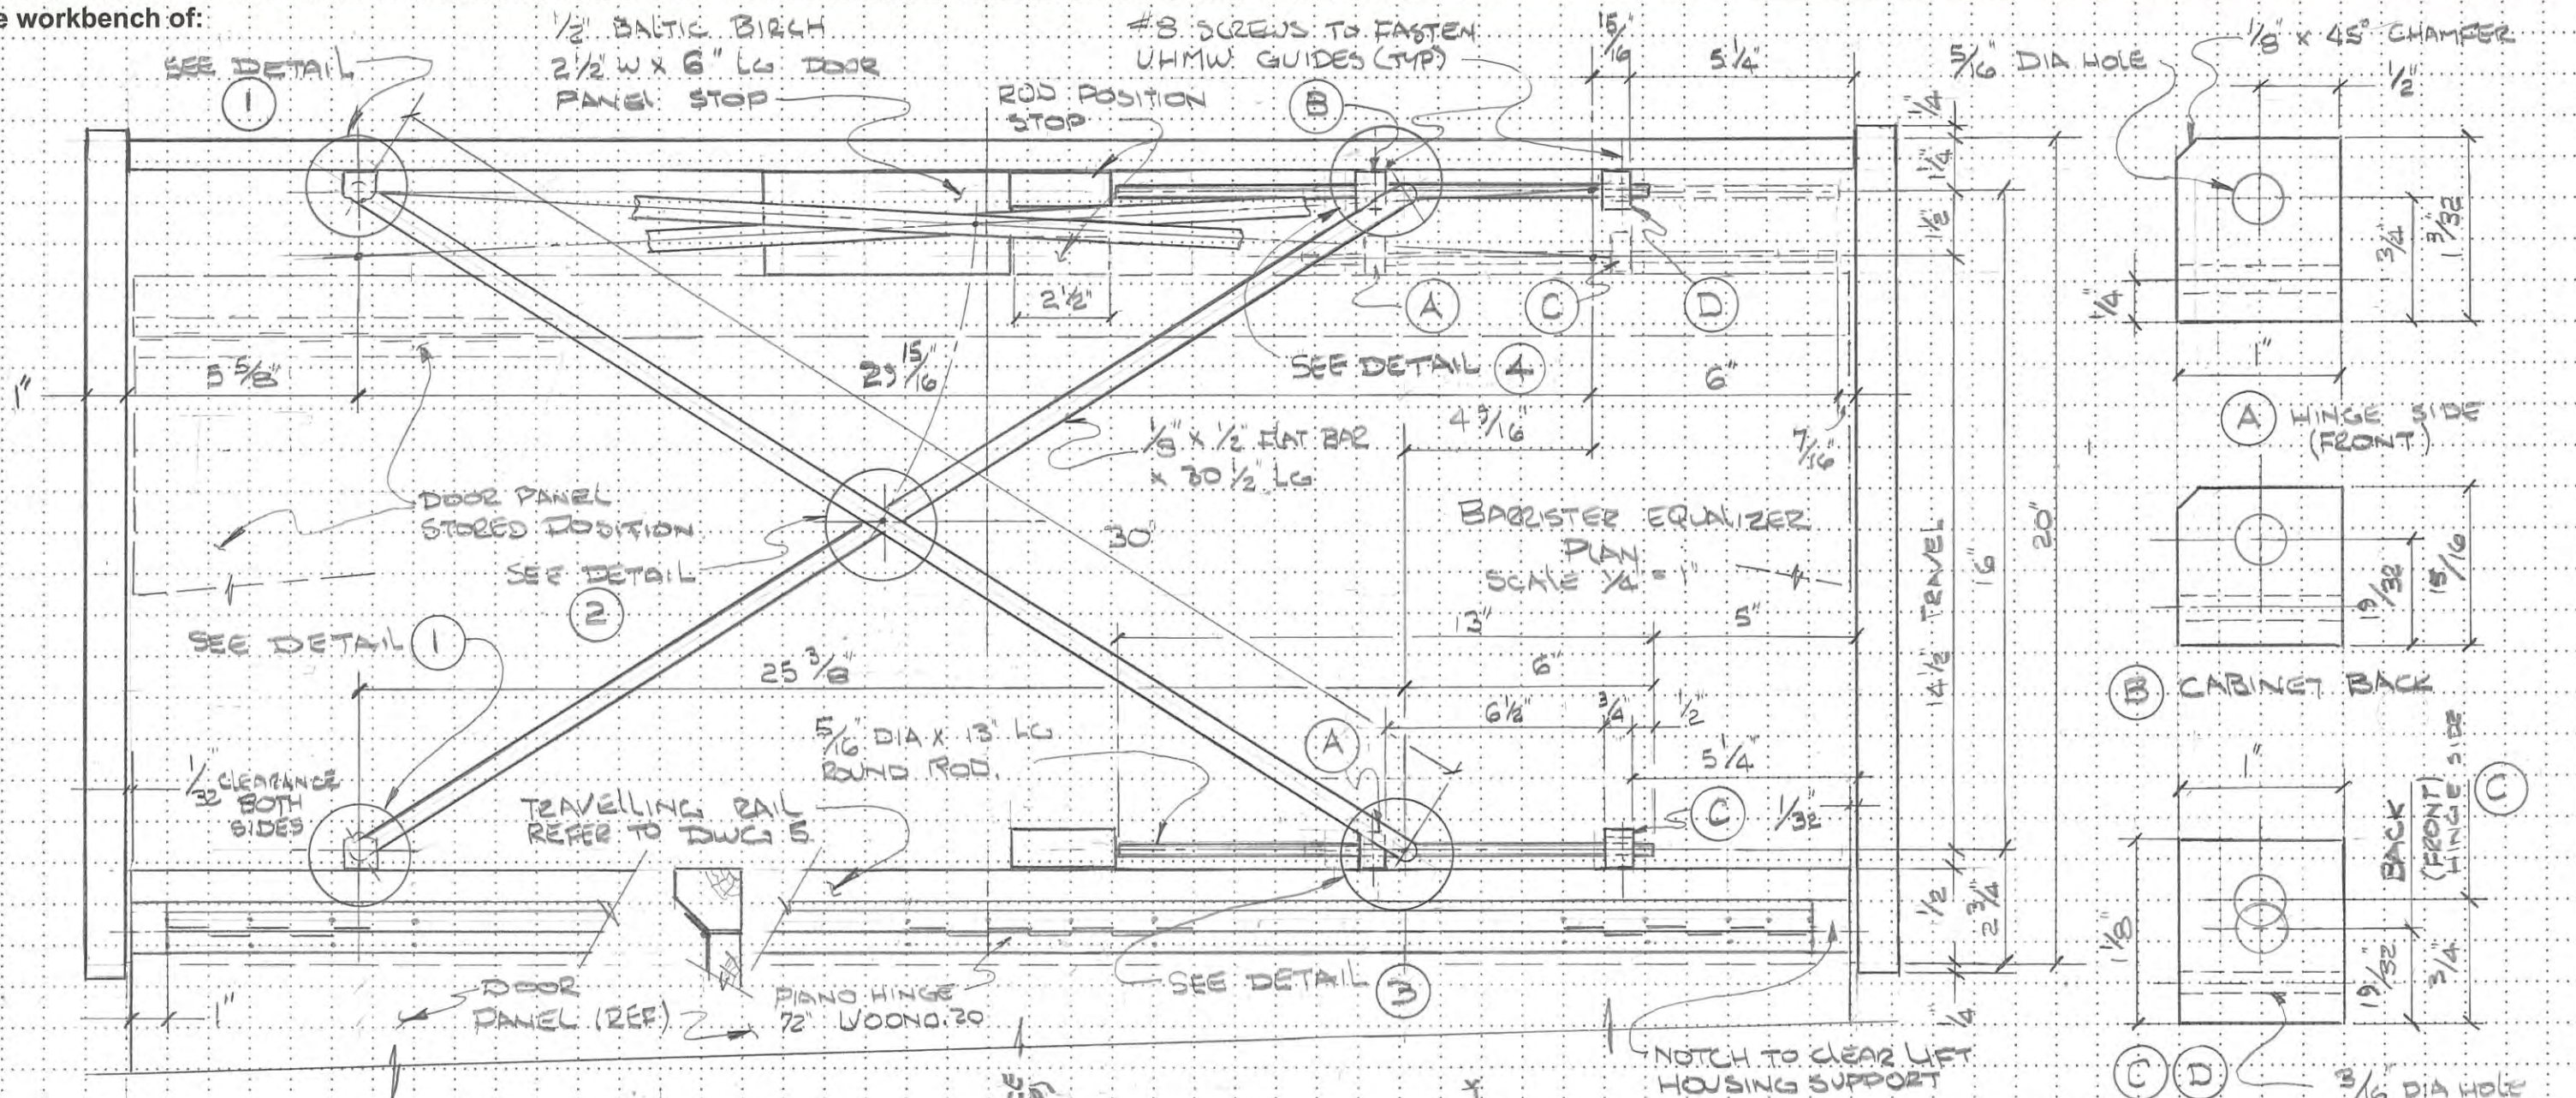 e workbench of:
SEE DETAIL
1
1/2" BALTIC BIRCH
2 1/2" W X 6" LG DOOR
PANEL STOP
ROD POSITION
STOP
#8 SCREWS TO FASTEN
UHMW GUIDES (TYP)
B
15/16"
5 1/4"
5/16" DIA HOLE
1/8" X 45° CHAMFER
1/2"
1/4"
1 1/4"
1 1/2"
3/4"
1 3/32"
1/4"
1"
A HINGE SIDE
(FRONT)
2 1/2"
A
C
D
SEE DETAIL 4
1"
5 5/8"
29 15/16"
6"
4 5/16"
7/16"
1/8" X 1/2" FLAT BAR
X 30 1/2" LG
DOOR PANEL
STORED POSITION
SEE DETAIL
2
30"
BARRISTER EQUALIZER
PLAN
SCALE 1/4" = 1"
14 1/2" TRAVEL
16"
20"
19/32"
15/16"
B CABINET BACK
SEE DETAIL 1
25 3/8"
13"
5"
6"
6 1/2"
3/4"
1/2"
5 1/4"
A
C
1/32"
5/16" DIA X 13" LG
ROUND ROD.
1/32" CLEARANCE
BOTH
SIDES
TRAVELLING RAIL
REFER TO DWG 5
1/2
2 3/4"
1/4"
1"
DOOR
PANEL (REF)
PIANO HINGE
72"
SEE DETAIL 3
NOTCH TO CLEAR LIFT
HOUSING SUPPORT
1"
BACK
(FRONT)
HINGE SIDE
C
1 1/8"
19/32"
3/4"
C D
3/16" DIA HOLE